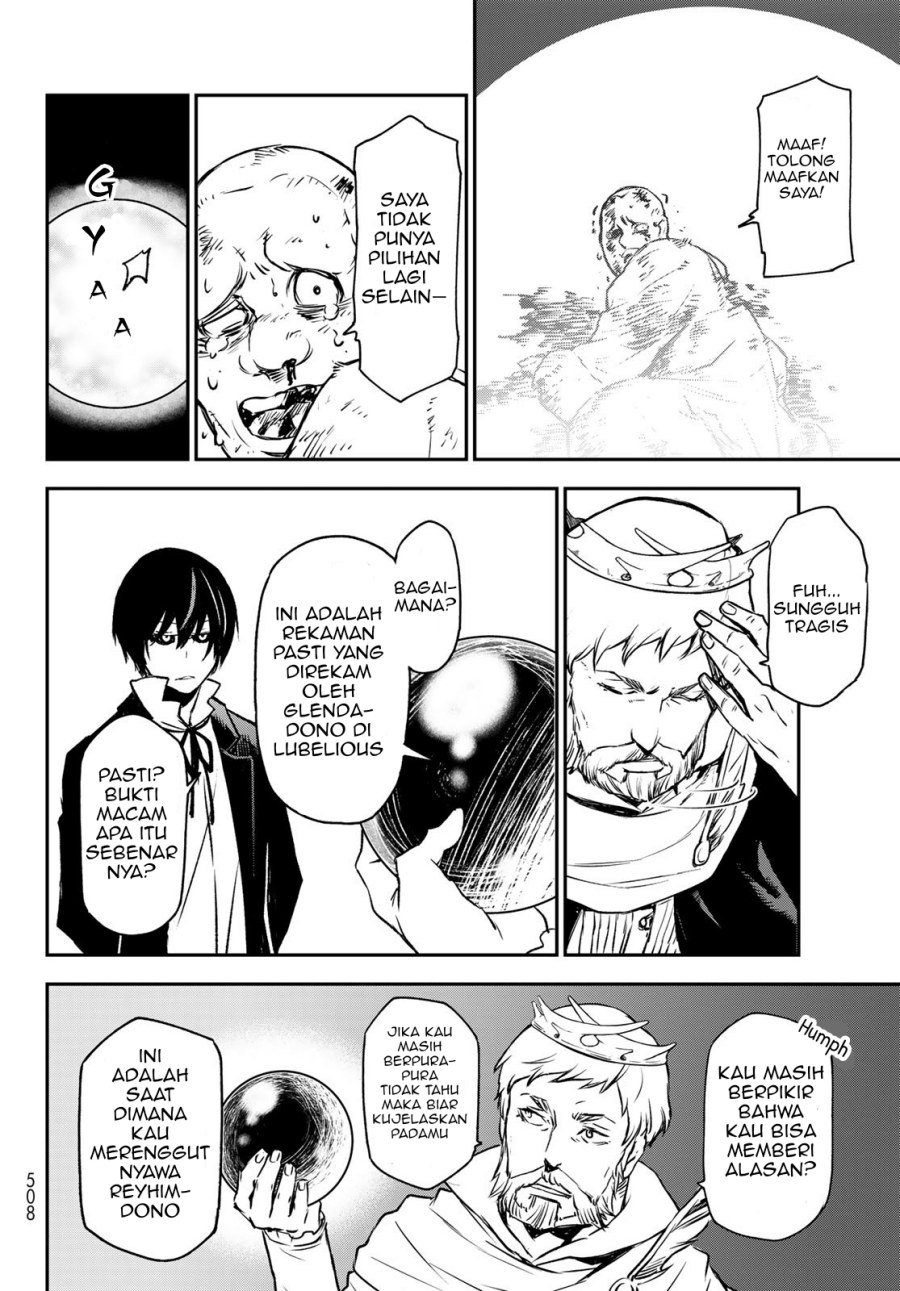 MAAF!
TOLONG
MAAFKAN
SAYA!
SAYA
TIDAK
PUNYA
PILIHAN
LAGI
SELAIN—
G
Y
A
A
FUH...
SUNGGUH
TRAGIS
BAGAI-
MANA?
INI ADALAH
REKAMAN
PASTI YANG
DIREKAM
OLEH
GLENDA-
DONO DI
LUBELIOUS
PASTI?
BUKTI
MACAM
APA ITU
SEBENAR
NYA?
Humph
KAU MASIH
BERPIKIR
BAHWA
KAU BISA
MEMBERI
ALASAN?
JIKA KAU
MASIH
BERPURA-
PURA
TIDAK TAHU
MAKA BIAR
KUJELASKAN
PADAMU
INI
ADALAH
SAAT
DIMANA
KAU
MERENGGUT
NYAWA
REYHIM-
DONO
508